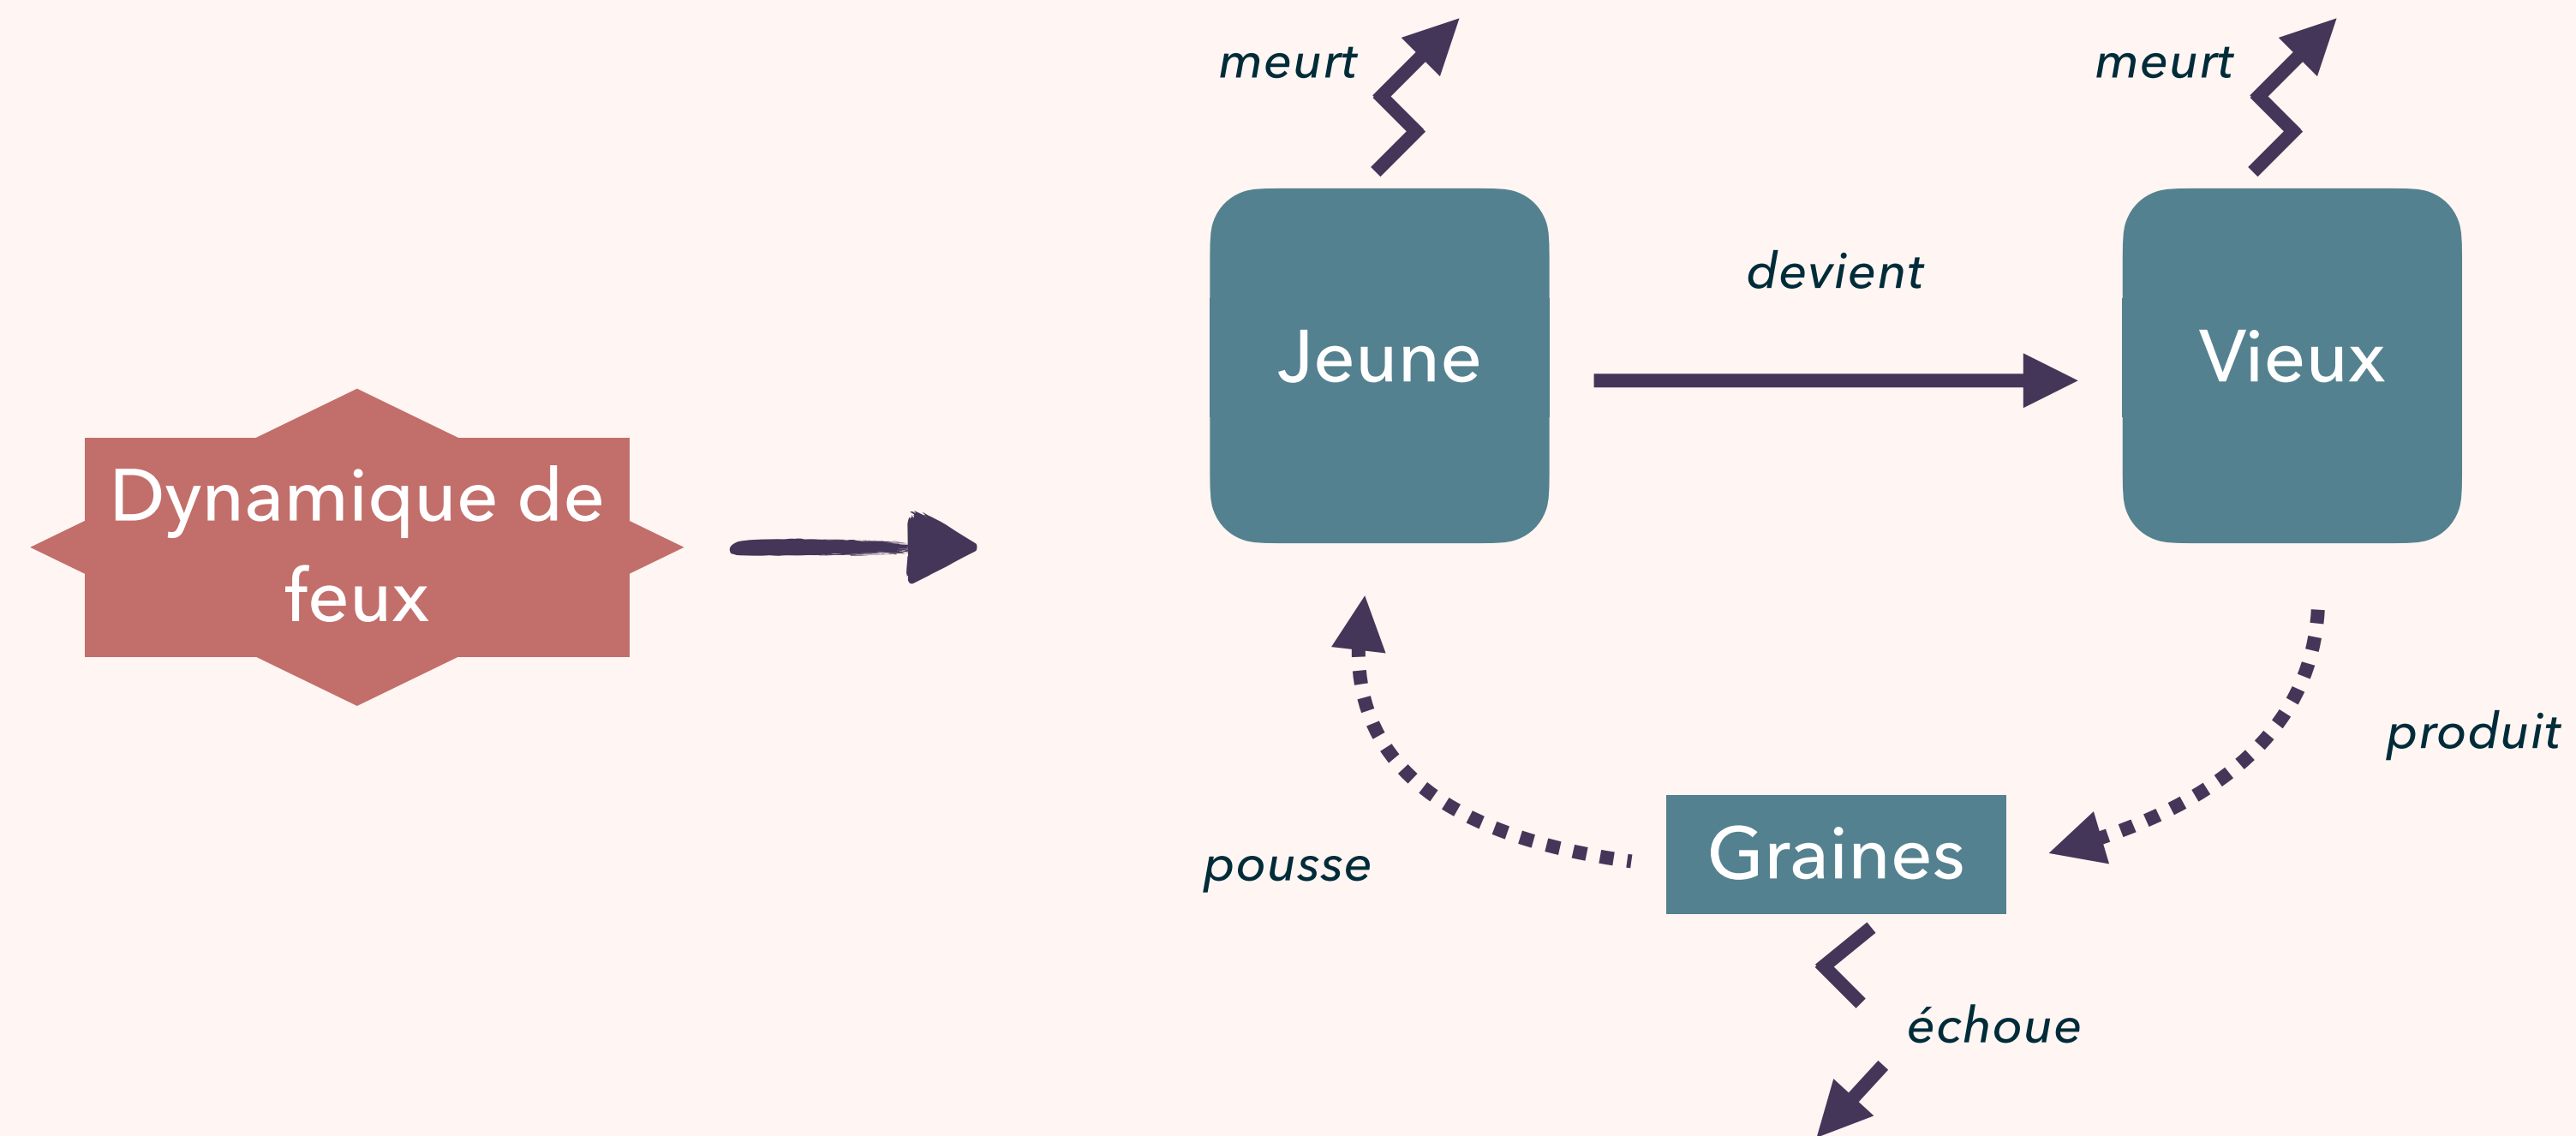 meurt
meurt
devient
Jeune
Vieux
Dynamique de
feux
produit
pousse
Graines
échoue